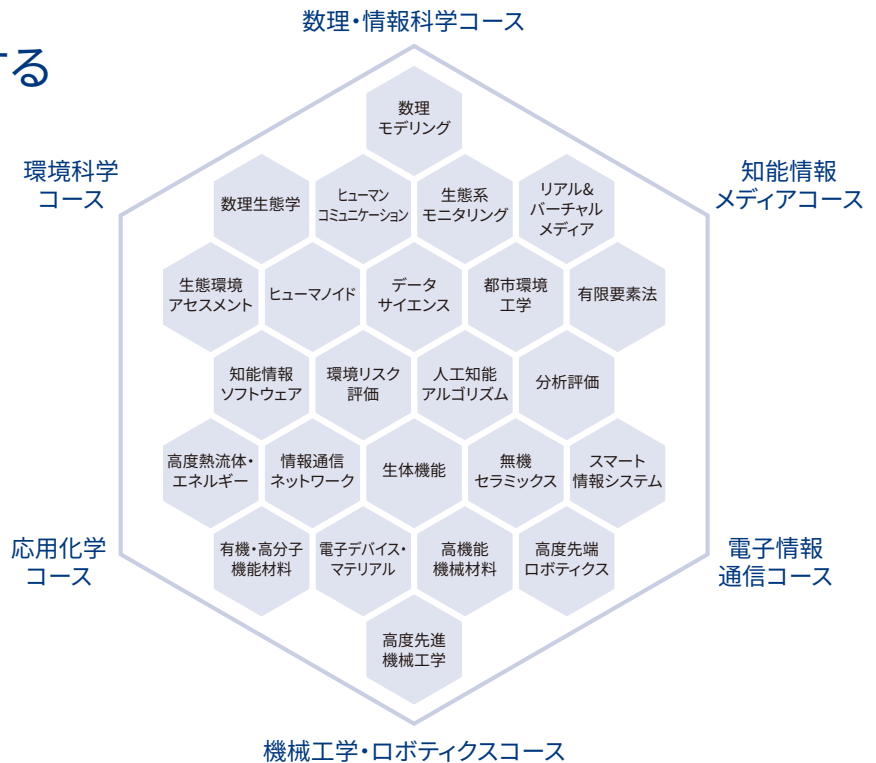 数理・情報科学コース
する
数理
モデリング
環境科学
コース
知能情報
メディアコース
数理生態学
ヒューマン
コミュニケーション
生態系
モニタリング
リアル&
バーチャル
メディア
生態環境
アセスメント
ヒューマノイド
データ
サイエンス
都市環境
工学
有限要素法
知能情報
ソフトウェア
環境リスク
評価
人工知能
アルゴリズム
分析評価
高度熱流体・
エネルギー
情報通信
ネットワーク
生体機能
無機
セラミックス
スマート
情報システム
応用化学
コース
有機・高分子
機能材料
電子デバイス・
マテリアル
高機能
機械材料
高度先端
ロボティクス
電子情報
通信コース
高度先進
機械工学
機械工学・ロボティクスコース